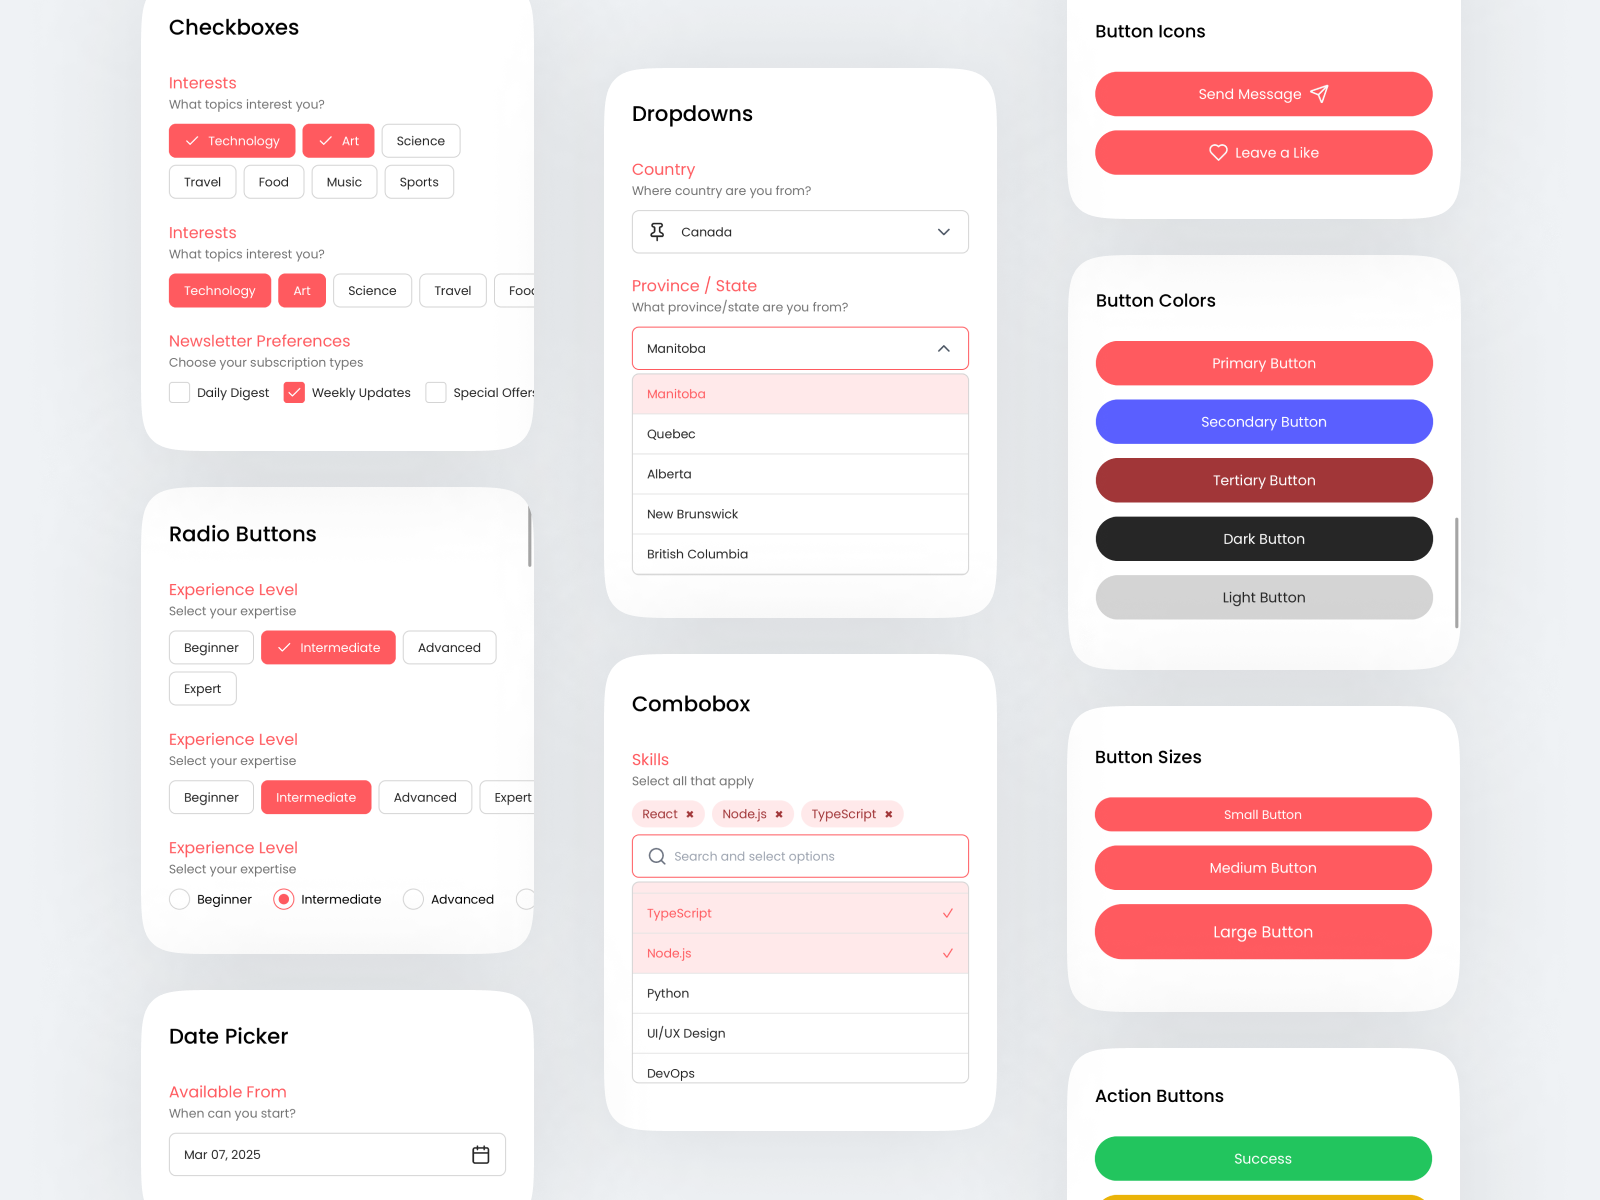 Checkboxes
Interests
What topics interest you?
Technology Art Science
Travel Food Music Sports
Interests
What topics interest you?
Technology Art Science Travel
Newsletter Preferences
Choose your subscription types
Daily Digest Weekly Updates Special Offers
Radio Buttons
Experience Level
Select your expertise
Beginner Intermediate Advanced
Expert
Experience Level
Select your expertise
Beginner Intermediate Advanced Expert
Experience Level
Select your expertise
Beginner Intermediate Advanced
Date Picker
Available From
When can you start?
Mar 07, 2025
Dropdowns
Country
Where country are you from?
Canada
Province / State
What province/state are you from?
Manitoba
Manitoba
Quebec
Alberta
New Brunswick
British Columbia
Combobox
Skills
Select all that apply
React Node.js TypeScript
Search and select options
TypeScript
Node.js
Python
UI/UX Design
DevOps
Button Icons
Send Message
Leave a Like
Button Colors
Primary Button
Secondary Button
Tertiary Button
Dark Button
Light Button
Button Sizes
Small Button
Medium Button
Large Button
Action Buttons
Success